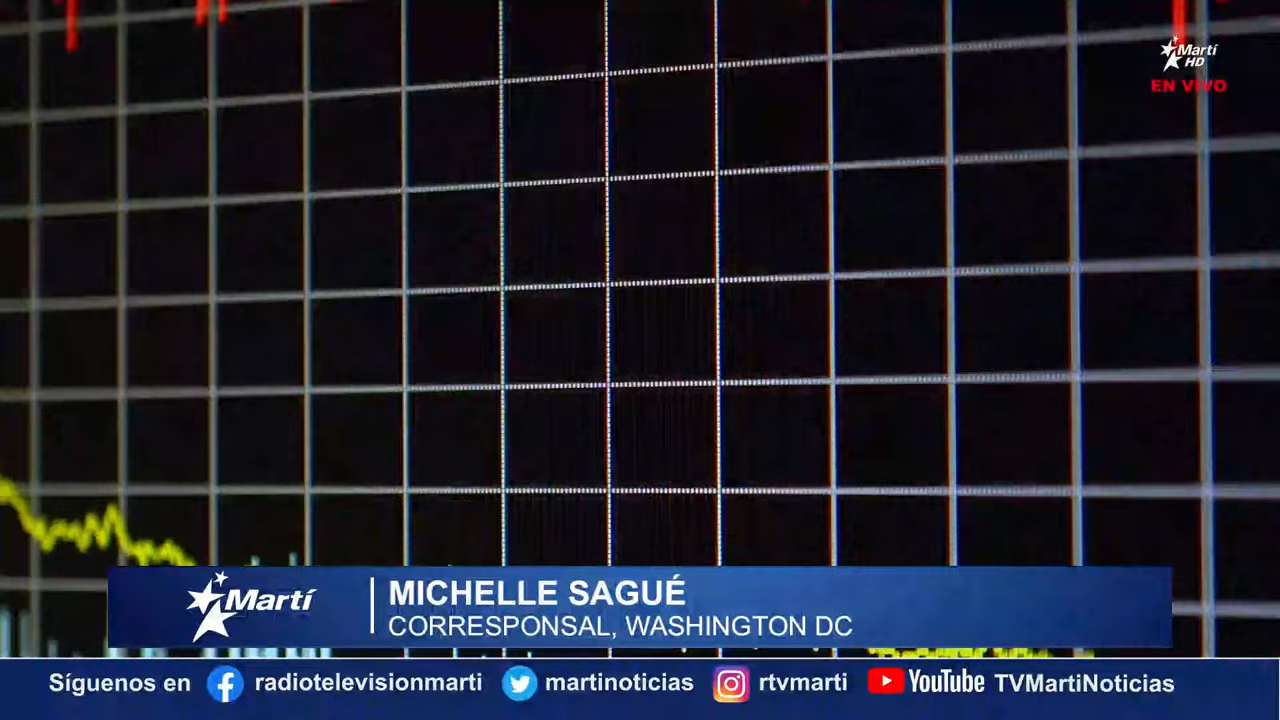 Martí
HD
EN VIVO
Martí
MICHELLE SAGUÉ
CORRESPONSAL, WASHINGTON DC
Síguenos en radiotelevisionmarti martinoticias rtvmarti YouTube TVMartiNoticias